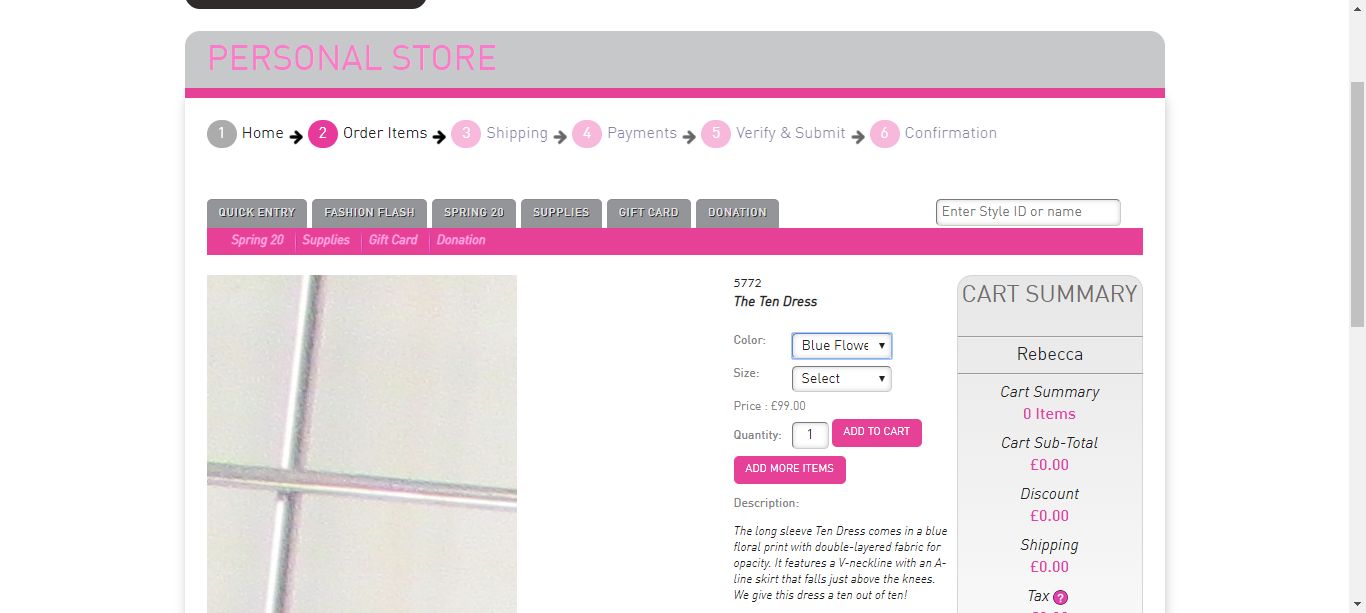 PERSONAL STORE
1 Home 2 Order Items 3 Shipping 4 Payments 5 Verify & Submit 6 Confirmation
QUICK ENTRY FASHION FLASH SPRING 20 SUPPLIES GIFT CARD DONATION
Enter Style ID or name
Spring 20 Supplies Gift Card Donation
5772
The Ten Dress
Color: Blue Flowe
Size: Select
Price : £99.00
Quantity: 1 ADD TO CART
ADD MORE ITEMS
Description:
The long sleeve Ten Dress comes in a blue
floral print with double-layered fabric for
opacity. It features a V-neckline with an A-
line skirt that falls just above the knees.
We give this dress a ten out of ten!
CART SUMMARY
Rebecca
Cart Summary
0 Items
Cart Sub-Total
£0.00
Discount
£0.00
Shipping
£0.00
Tax ?